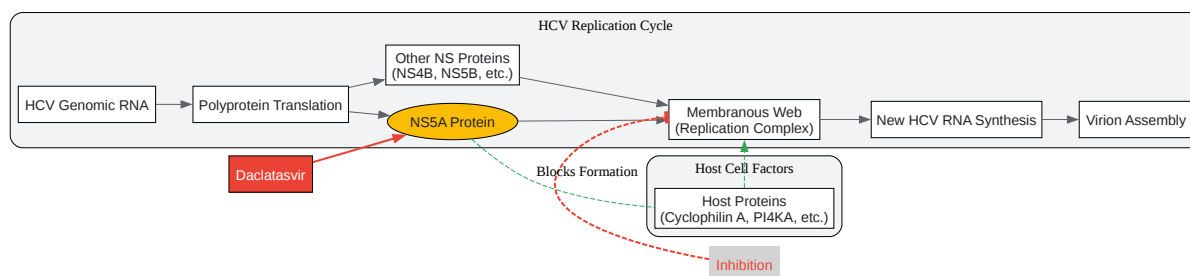 HCV Replication Cycle
Other NS Proteins
(NS4B, NS5B, etc.)
HCV Genomic RNA
Polyprotein Translation
NS5A Protein
Membranous Web
(Replication Complex)
New HCV RNA Synthesis
Virion Assembly
Daclatasvir
Blocks Formation
Host Cell Factors
Host Proteins
(Cyclophilin A, PI4KA, etc.)
Inhibition